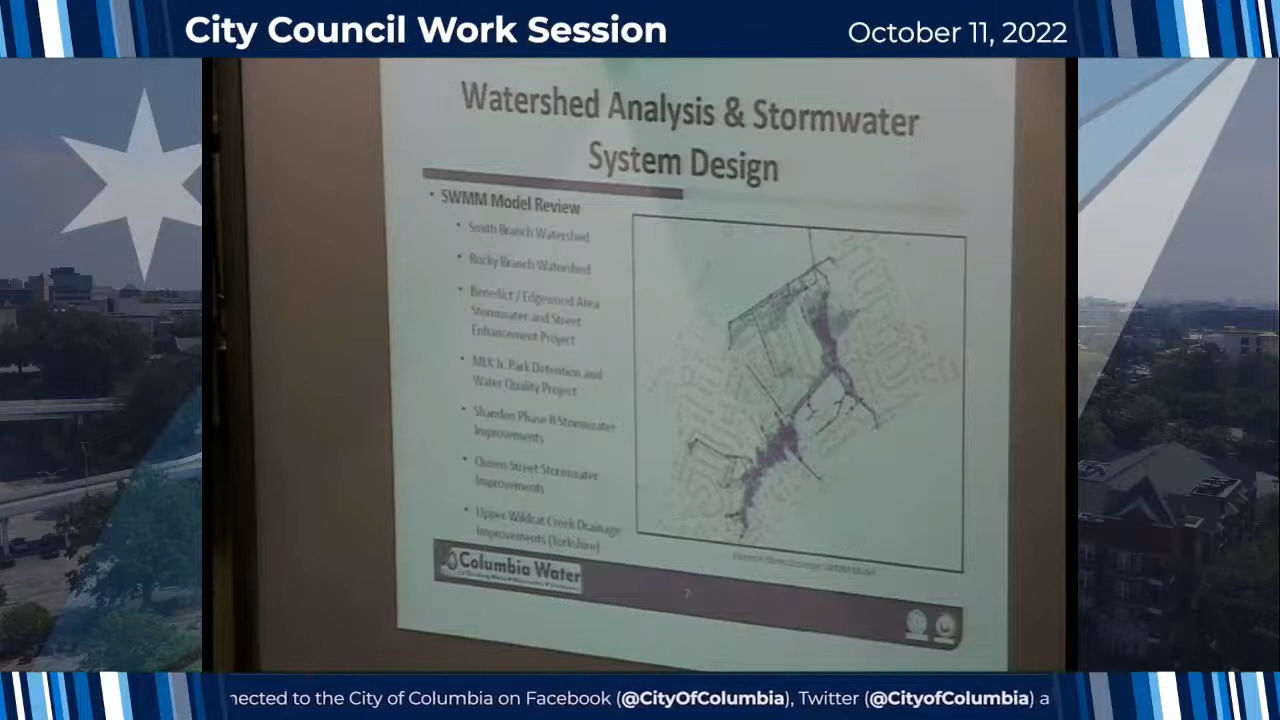 City Council Work Session
October 11, 2022
Watershed Analysis & Stormwater
System Design
• SWMM Model Review
• South Branch Watershed
• Rocky Branch Watershed
• Benedict / Edgewood Area
Stormwater and Street
Enhancement Project
• MLK Jr. Park Detention and
Water Quality Project
• Shandon Phase II Stormwater
Improvements
• Queen Street Stormwater
Improvements
• Upper Wildcat Creek Drainage
Improvements (Yorkshire)
Columbia Water
7
nected to the City of Columbia on Facebook (@CityOfColumbia), Twitter (@CityofColumbia) a